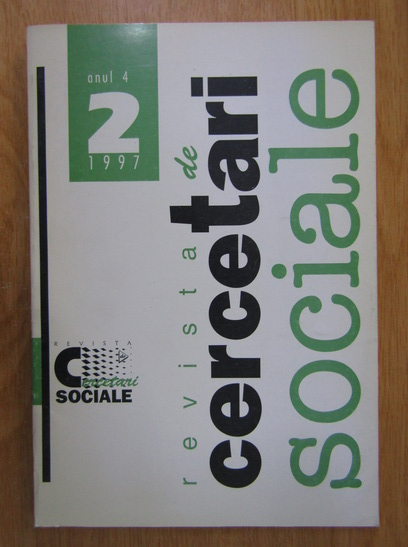 anul 4
2
1997
revista de
cercetari
sociale
REVISTA
Cercetari
SOCIALE